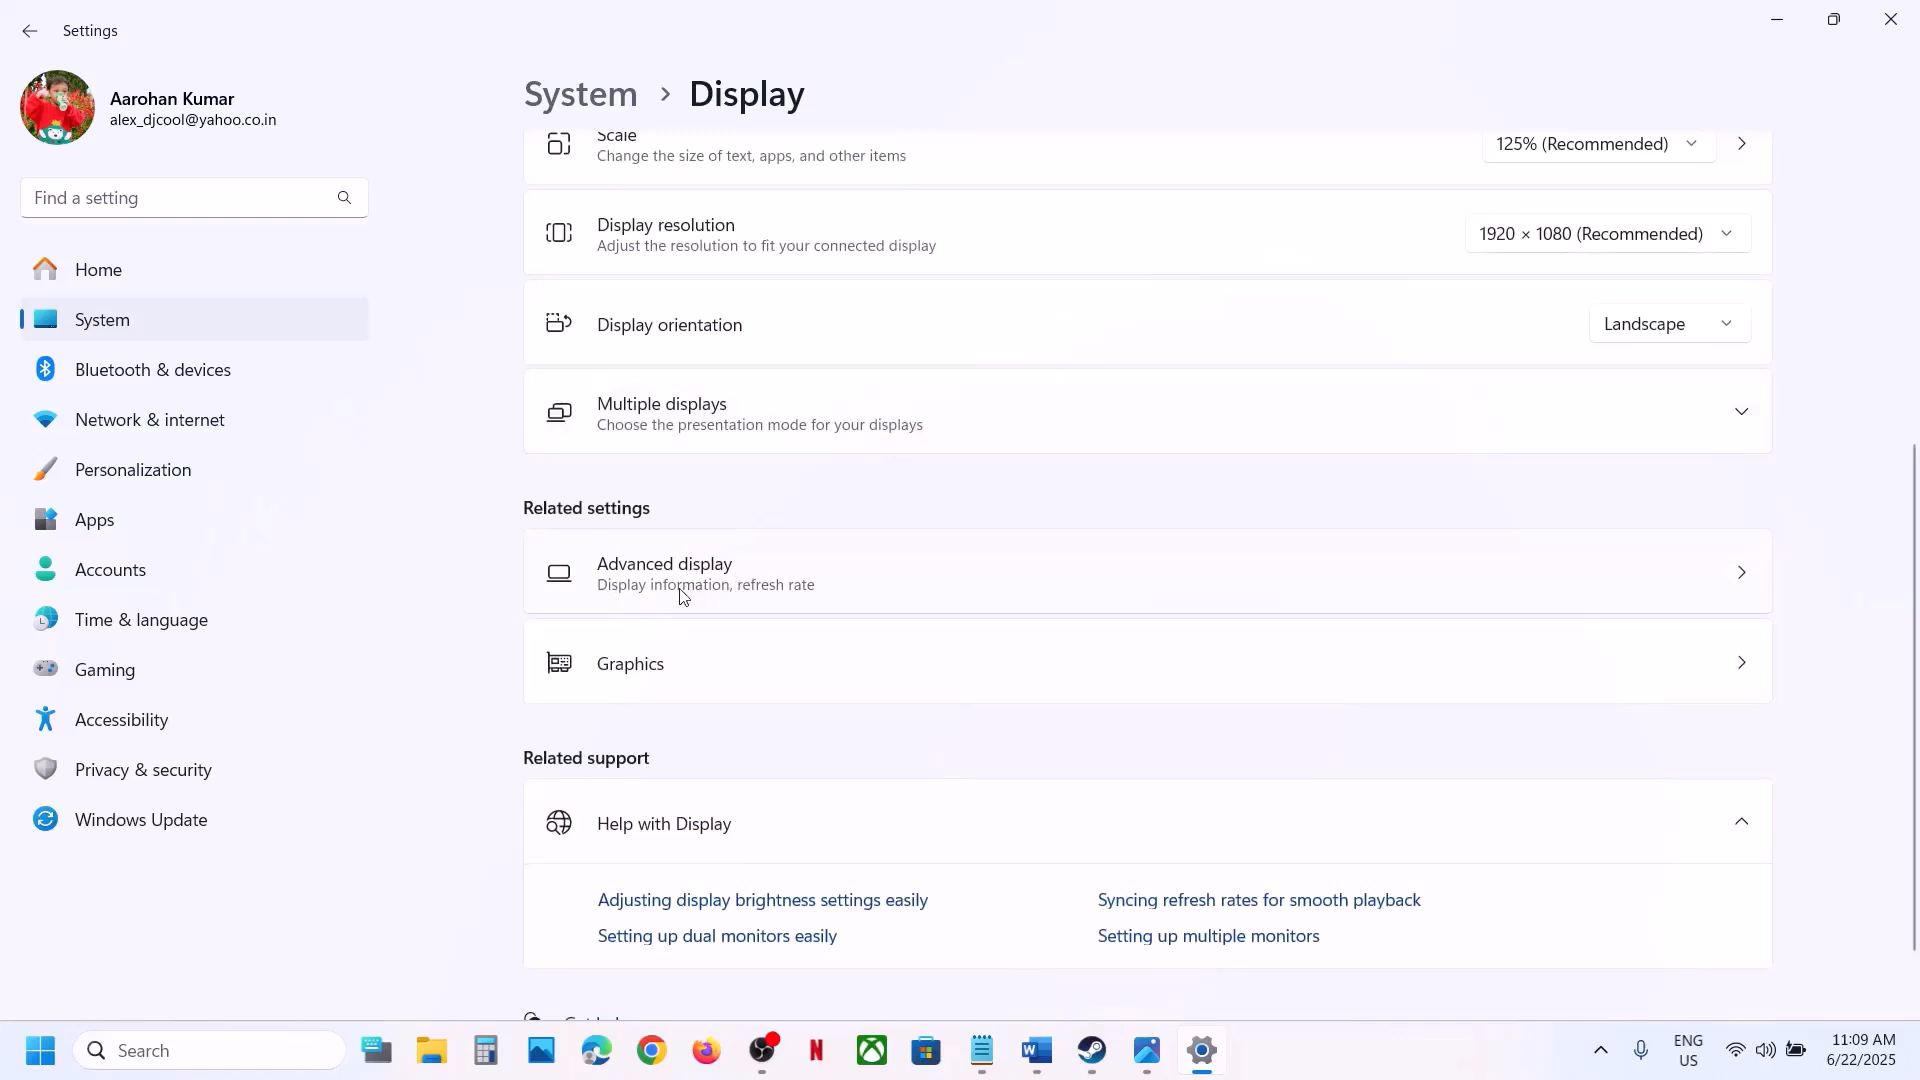 Settings
Aarohan Kumar
alex_djcool@yahoo.co.in
Find a setting
Home
System
Bluetooth & devices
Network & internet
Personalization
Apps
Accounts
Time & language
Gaming
Accessibility
Privacy & security
Windows Update
System > Display
Scale
Change the size of text, apps, and other items
125% (Recommended)
Display resolution
Adjust the resolution to fit your connected display
1920 × 1080 (Recommended)
Display orientation
Landscape
Multiple displays
Choose the presentation mode for your displays
Related settings
Advanced display
Display information, refresh rate
Graphics
Related support
Help with Display
Adjusting display brightness settings easily
Syncing refresh rates for smooth playback
Setting up dual monitors easily
Setting up multiple monitors
Search
ENG
US
11:09 AM
6/22/2025